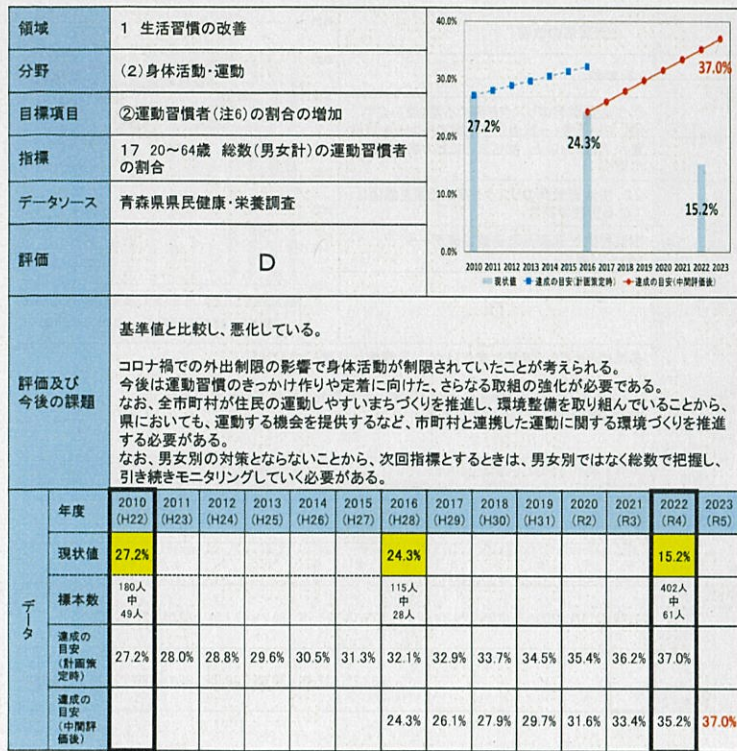 領域
1 生活習慣の改善
分野
(2)身体活動・運動
目標項目
②運動習慣者(注6)の割合の増加
指標
17 20～64歳 総数(男女計)の運動習慣者
の割合
データソース
青森県県民健康・栄養調査
評価
D
40.0%
30.0%
20.0%
10.0%
0.0%
27.2%
24.3%
37.0%
15.2%
2010 2011 2012 2013 2014 2015 2016 2017 2018 2019 2020 2021 2022 2023
現状値 達成の目安(計画策定時) 達成の目安(中間評価後)
評価及び
今後の課題
基準値と比較し、悪化している。
コロナ禍での外出制限の影響で身体活動が制限されていたことが考えられる。
今後は運動習慣のきっかけ作りや定着に向けた、さらなる取組の強化が必要である。
なお、全市町村が住民の運動しやすいまちづくりを推進し、環境整備を取り組んでいることから、
県においても、運動する機会を提供するなど、市町村と連携した運動に関する環境づくりを推進
する必要がある。
なお、男女別の対策とならないことから、次回指標とするときは、男女別ではなく総数で把握し、
引き続きモニタリングしていく必要がある。
データ
年度
2010 2011 2012 2013 2014 2015 2016 2017 2018 2019 2020 2021 2022 2023
(H22) (H23) (H24) (H25) (H26) (H27) (H28) (H29) (H30) (H31) (R2) (R3) (R4) (R5)
現状値
27.2% 24.3% 15.2%
標本数
180人 115人 402人
中 中 中
49人 28人 61人
達成の
目安
(計画策
定時)
27.2% 28.0% 28.8% 29.6% 30.5% 31.3% 32.1% 32.9% 33.7% 34.5% 35.4% 36.2% 37.0%
達成の
目安
(中間評
価後)
24.3% 26.1% 27.9% 29.7% 31.6% 33.4% 35.2% 37.0%